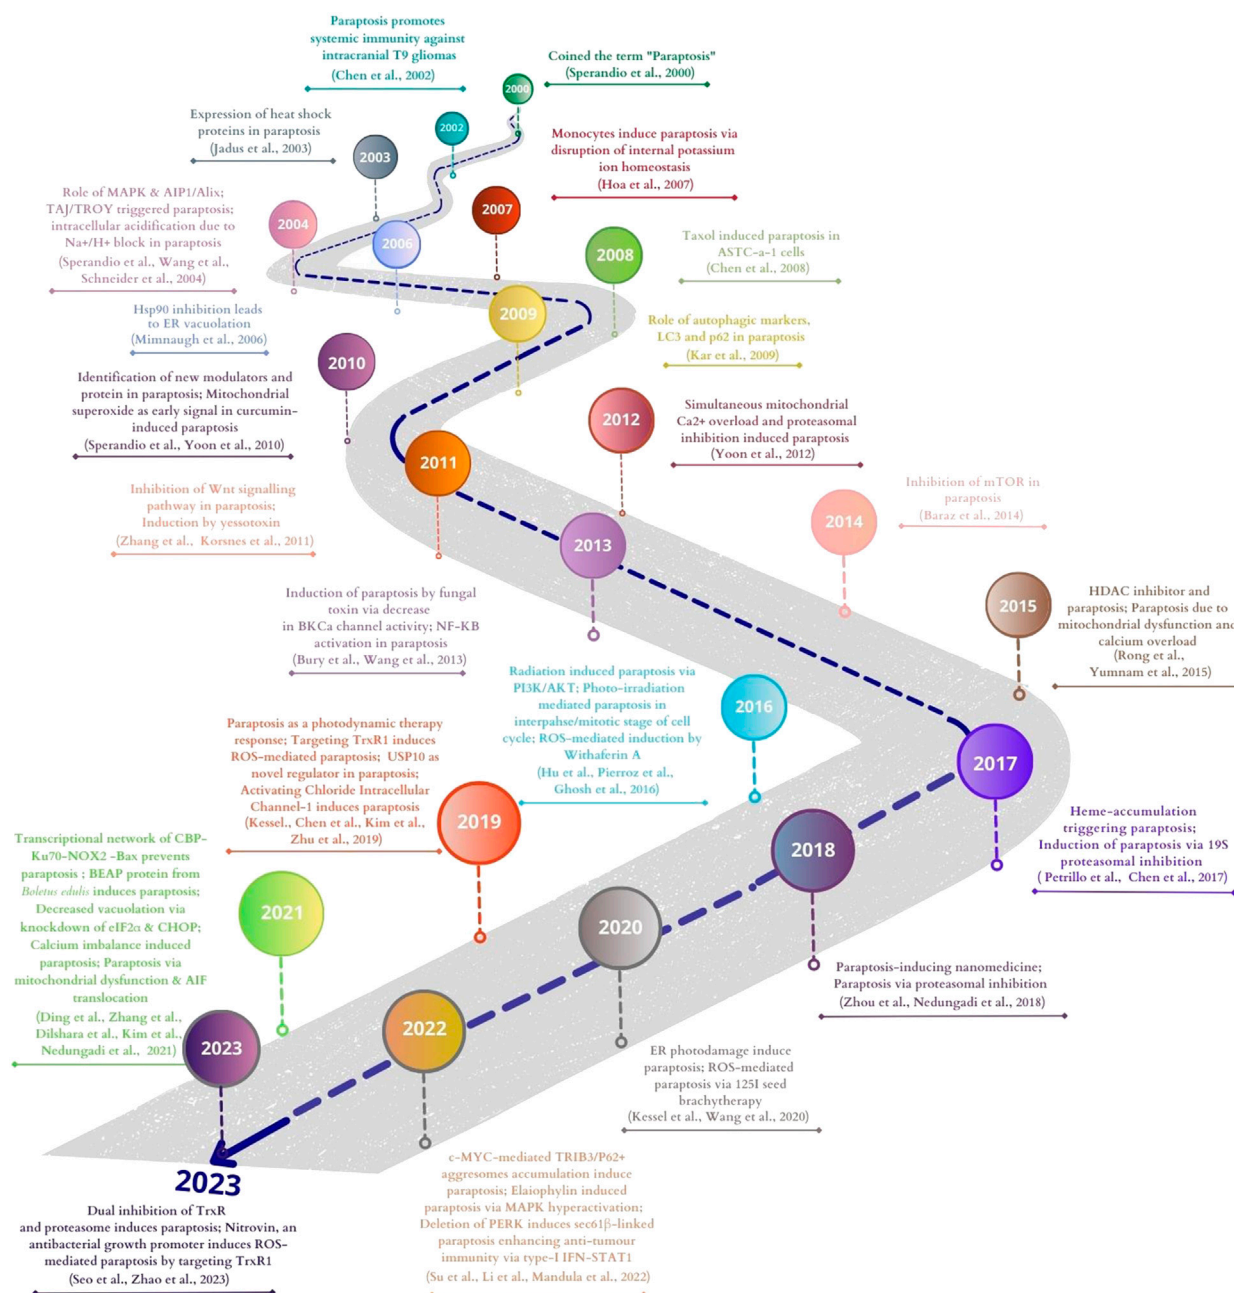 Paraptosis promotes
systemic immunity against
intracranial T9 gliomas
(Chen et al., 2002)
Coined the term "Paraptosis"
(Sperandio et al., 2000)
2000
2002
Expression of heat shock
proteins in paraptosis
(Jadus et al., 2003)
2003
Monocytes induce paraptosis via
disruption of internal potassium
ion homeostasis
(Hoa et al., 2007)
2007
Role of MAPK & AIP1/Alix;
TAJ/TROY triggered paraptosis;
intracellular acidification due to
Na+/H+ block in paraptosis
(Sperandio et al., Wang et al.,
Schneider et al., 2004)
2004
2006
2008
Taxol induced paraptosis in
ASTC-a-1 cells
(Chen et al., 2008)
Hsp90 inhibition leads
to ER vacuolation
(Mimnaugh et al., 2006)
2009
Role of autophagic markers,
LC3 and p62 in paraptosis
(Kar et al., 2009)
2010
Identification of new modulators and
protein in paraptosis; Mitochondrial
superoxide as early signal in curcumin-
induced paraptosis
(Sperandio et al., Yoon et al., 2010)
2012
Simultaneous mitochondrial
Ca2+ overload and proteasomal
inhibition induced paraptosis
(Yoon et al., 2012)
2011
Inhibition of Wnt signalling
pathway in paraptosis;
Induction by yessotoxin
(Zhang et al., Korsnes et al., 2011)
2013
2014
Inhibition of mTOR in
paraptosis
(Baraz et al., 2014)
Induction of paraptosis by fungal
toxin via decrease
in BKCa channel activity; NF-KB
activation in paraptosis
(Bury et al., Wang et al., 2013)
2015
HDAC inhibitor and
paraptosis; Paraptosis due to
mitochondrial dysfunction and
calcium overload
(Rong et al.,
Yumnam et al., 2015)
Radiation induced paraptosis via
PI3K/AKT; Photo-irradiation
mediated paraptosis in
interpahse/mitotic stage of cell
cycle; ROS-mediated induction by
Withaferin A
(Hu et al., Pierroz et al.,
Ghosh et al., 2016)
2016
2017
Paraptosis as a photodynamic therapy
response; Targeting TrxR1 induces
ROS-mediated paraptosis; USP10 as
novel regulator in paraptosis;
Activating Chloride Intracellular
Channel-1 induces paraptosis
(Kessel., Chen et al., Kim et al.,
Zhu et al., 2019)
2019
2018
Heme-accumulation
triggering paraptosis;
Induction of paraptosis via 19S
proteasomal inhibition
( Petrillo et al., Chen et al., 2017)
Transcriptional network of CBP-
Ku70-NOX2 -Bax prevents
paraptosis ; BEAP protein from
Boletus edulis induces paraptosis;
Decreased vacuolation via
knockdown of eIF2α & CHOP;
Calcium imbalance induced
paraptosis; Paraptosis via
mitochondrial dysfunction & AIF
translocation
(Ding et al., Zhang et al.,
Dilshara et al., Kim et al.,
Nedungadi et al., 2021)
2021
2020
Paraptosis-inducing nanomedicine;
Paraptosis via proteasomal inhibition
(Zhou et al., Nedungadi et al., 2018)
2023
2022
ER photodamage induce
paraptosis; ROS-mediated
paraptosis via 125I seed
brachytherapy
(Kessel et al., Wang et al., 2020)
2023
Dual inhibition of TrxR
and proteasome induces paraptosis; Nitrovin, an
antibacterial growth promoter induces ROS-
mediated paraptosis by targeting TrxR1
(Seo et al., Zhao et al., 2023)
c-MYC-mediated TRIB3/P62+
aggresomes accumulation induce
paraptosis; Elaiophylin induced
paraptosis via MAPK hyperactivation;
Deletion of PERK induces sec61β-linked
paraptosis enhancing anti-tumour
immunity via type-I IFN-STAT1
(Su et al., Li et al., Mandula et al., 2022)